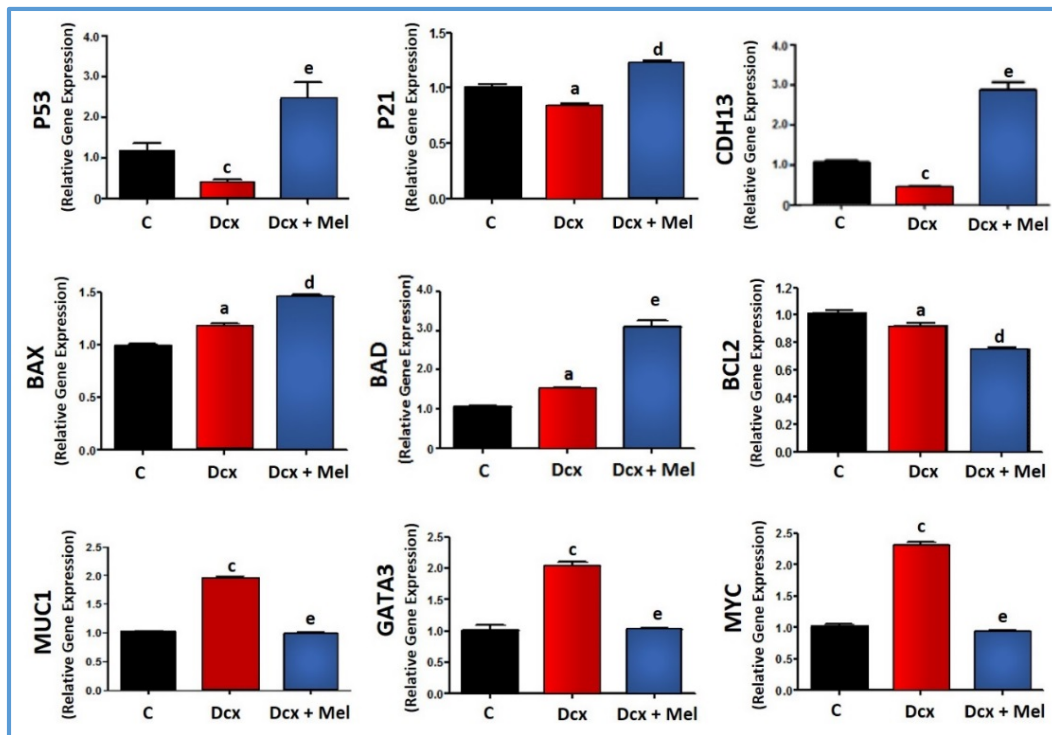 P53
(Relative Gene Expression)
4.0
3.0
2.0
1.0
0
c
e
C
Dcx
Dcx + Mel
P21
(Relative Gene Expression)
1.5
1.0
0.5
0.0
a
d
C
Dcx
Dcx + Mel
CDH13
(Relative Gene Expression)
4.0
3.0
2.0
1.0
0
c
e
C
Dcx
Dcx + Mel
BAX
(Relative Gene Expression)
1.5
1.0
0.5
0.0
a
d
C
Dcx
Dcx + Mel
BAD
(Relative Gene Expression)
4.0
3.0
2.0
1.0
0
a
e
C
Dcx
Dcx + Mel
BCL2
(Relative Gene Expression)
1.2
1.0
0.8
0.6
0.4
0.2
0.0
a
d
C
Dcx
Dcx + Mel
MUC1
(Relative Gene Expression)
2.5
2.0
1.5
1.0
0.5
0.0
c
e
C
Dcx
Dcx + Mel
GATA3
(Relative Gene Expression)
2.5
2.0
1.5
1.0
0.5
0.0
c
e
C
Dcx
Dcx + Mel
MYC
(Relative Gene Expression)
2.5
2.0
1.5
1.0
0.5
0.0
c
e
C
Dcx
Dcx + Mel